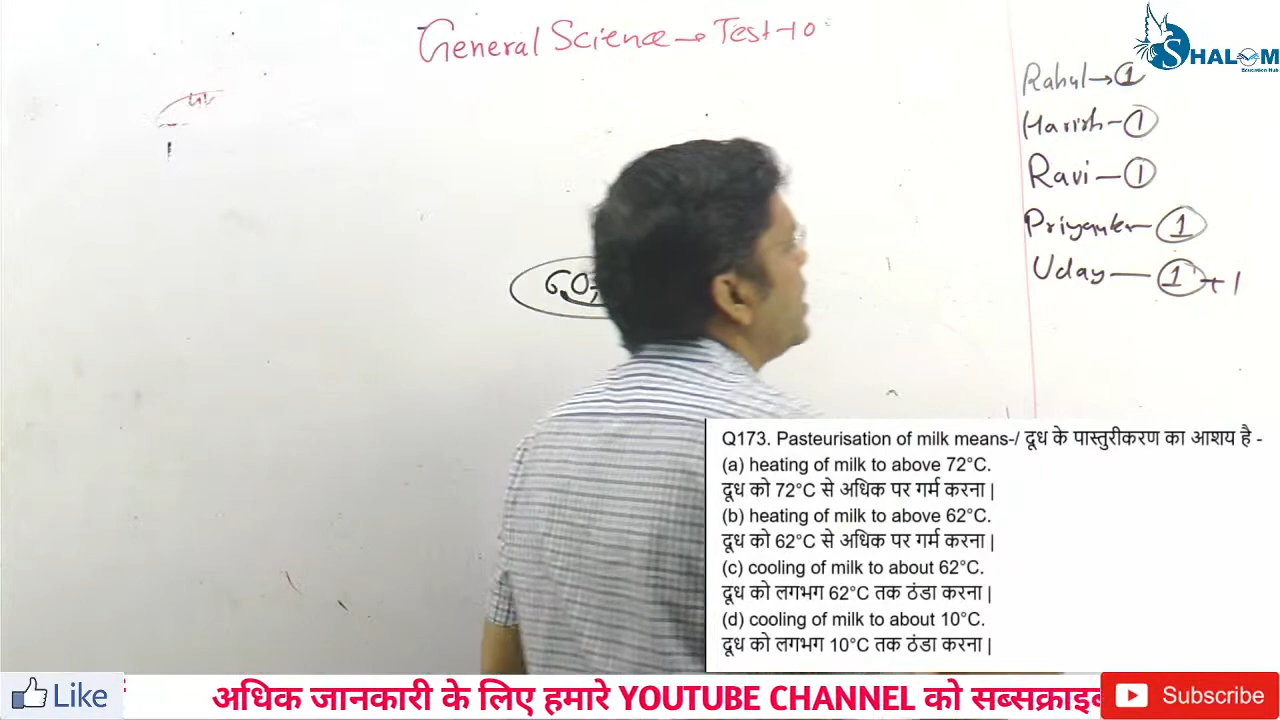 General Science → Test-10
SHALOM
Education Hub
Rahul → 1
Harish - 1
Ravi - 1
Priyanka - 1
Uday - 1 + 1
60
Q173. Pasteurisation of milk means-/ दूध के पास्तुरीकरण का आशय है -
(a) heating of milk to above 72°C.
दूध को 72°C से अधिक पर गर्म करना |
(b) heating of milk to above 62°C.
दूध को 62°C से अधिक पर गर्म करना |
(c) cooling of milk to about 62°C.
दूध को लगभग 62°C तक ठंडा करना |
(d) cooling of milk to about 10°C.
दूध को लगभग 10°C तक ठंडा करना |
Like
अधिक जानकारी के लिए हमारे YOUTUBE CHANNEL को सब्सक्राइब
Subscribe